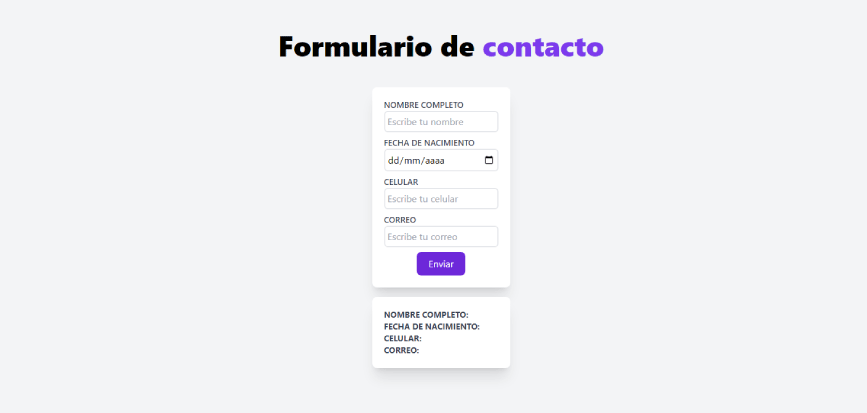 Formulario de contacto
NOMBRE COMPLETO
Escribe tu nombre
FECHA DE NACIMIENTO
dd/mm/aaaa
CELULAR
Escribe tu celular
CORREO
Escribe tu correo
Enviar
NOMBRE COMPLETO:
FECHA DE NACIMIENTO:
CELULAR:
CORREO: